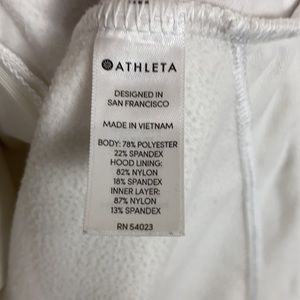 ATHLETA
DESIGNED IN
SAN FRANCISCO
MADE IN VIETNAM
BODY: 78% POLYESTER
22% SPANDEX
HOOD LINING:
82% NYLON
18% SPANDEX
INNER LAYER:
87% NYLON
13% SPANDEX
RN 54023